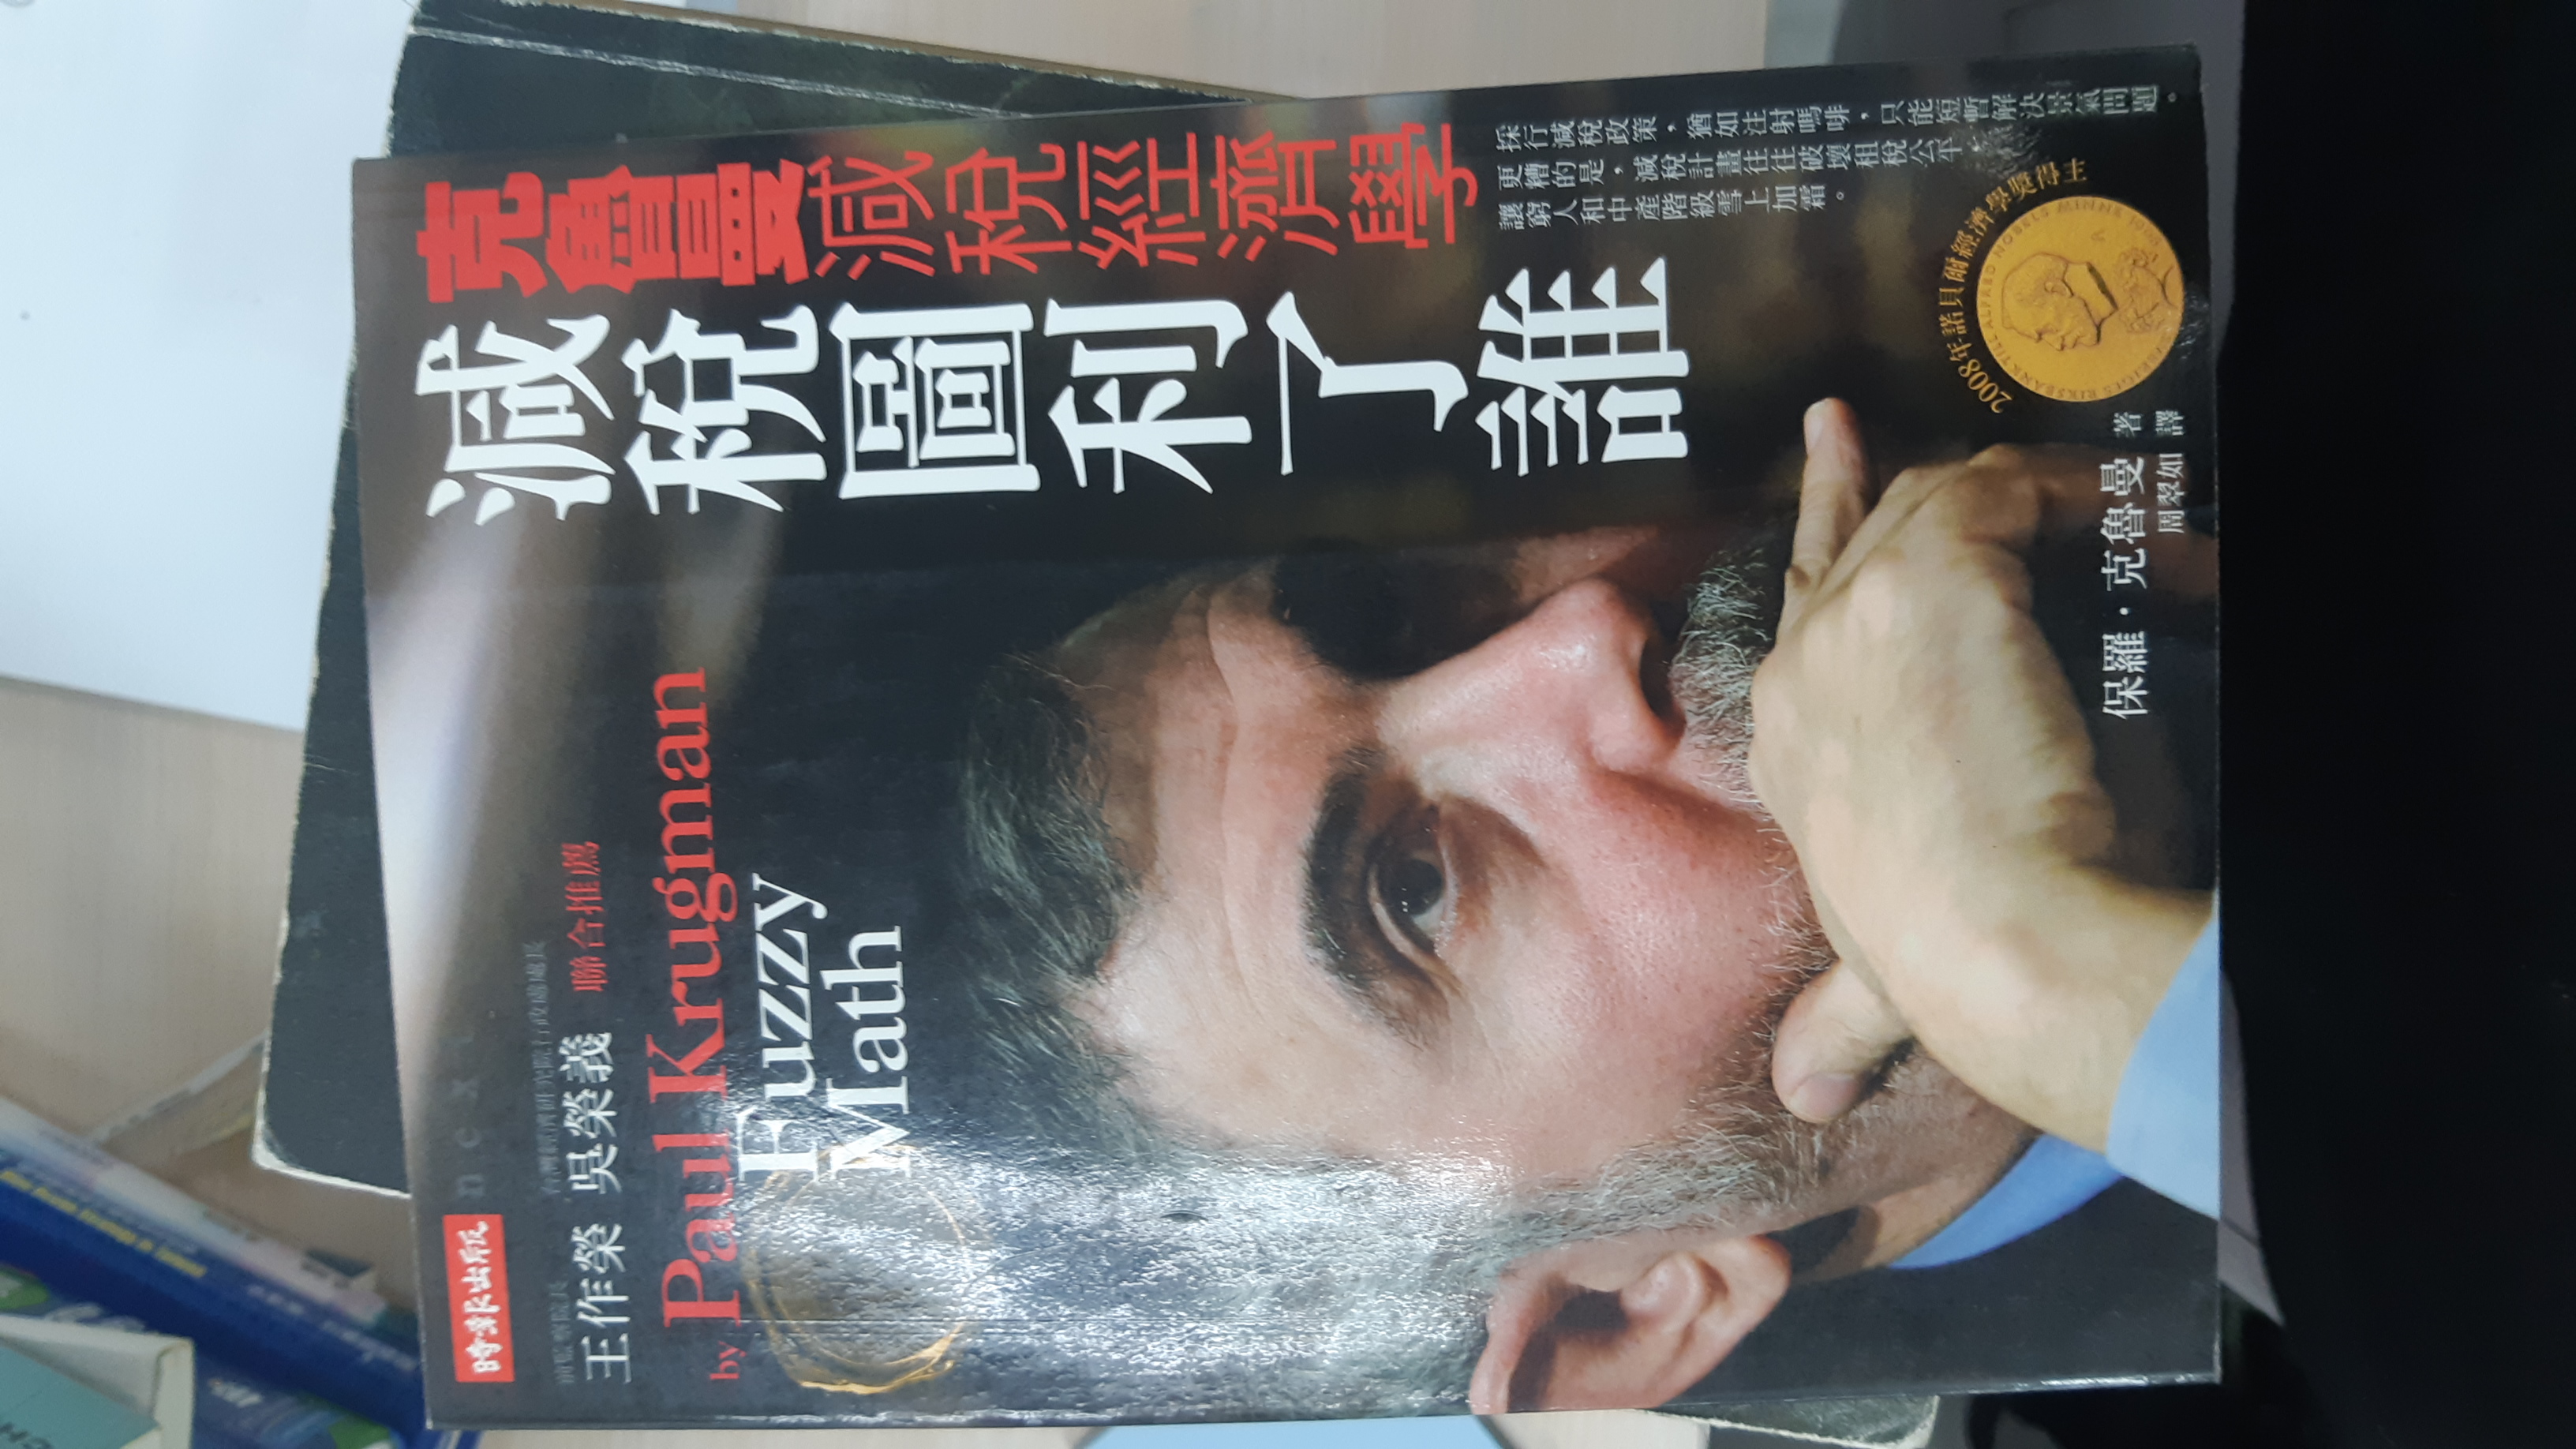 時報出版
next
前監察院長
台灣經濟研究院行政處處長
王作榮 吳榮義 聯合推薦
by Paul Krugman
Fuzzy
Math
克魯曼減稅經濟學
減稅圖利了誰
採行減稅政策，猶如注射嗎啡，只能短暫解決景氣問題。
更糟的是，減稅計畫往往破壞租稅公平，
讓窮人和中產階級雪上加霜。
2008年諾貝爾經濟學獎得主
保羅·克魯曼 著
周翠如 譯